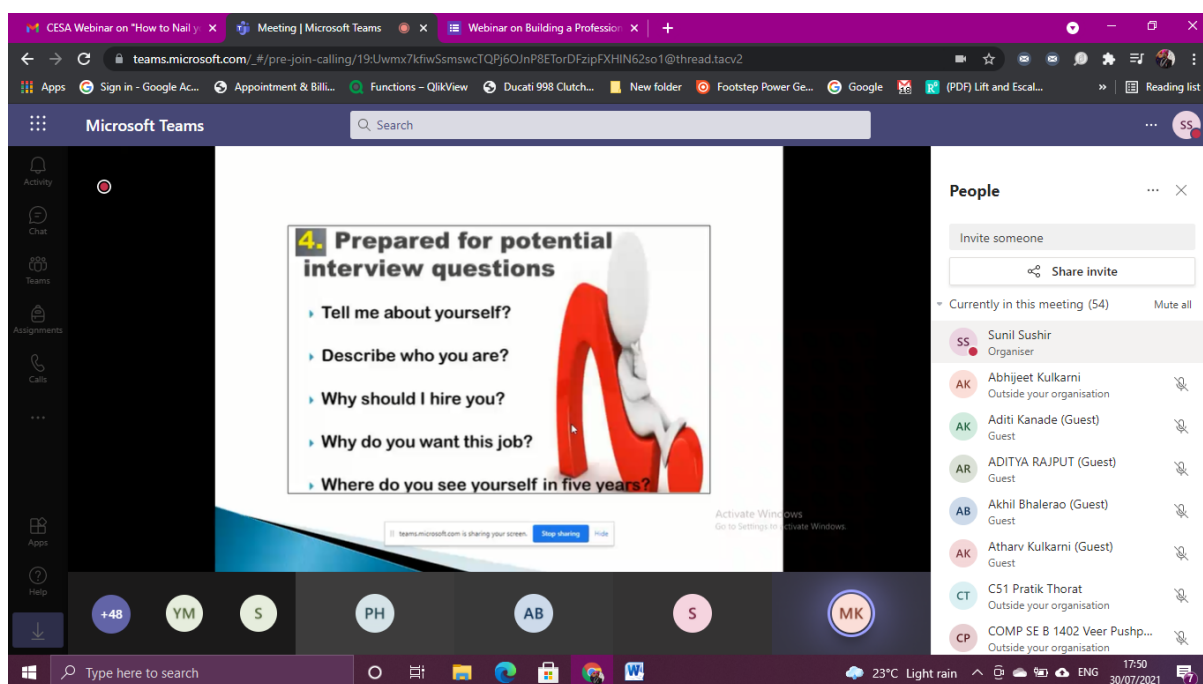 CESA Webinar on "How to Nail y
Meeting | Microsoft Teams
Webinar on Building a Profession
teams.microsoft.com/_#/pre-join-calling/19:Uwmx7kfiwSsmswcTQPj6OJnP8ETorDFzipFXHIN62so1@thread.tacv2
Apps
Sign in - Google Ac...
Appointment & Billi...
Functions – QlikView
Ducati 998 Clutch...
New folder
Footstep Power Ge...
Google
(PDF) Lift and Escal...
»
Reading list
Microsoft Teams
Search
SS
Activity
Chat
Teams
Assignments
Calls
Apps
Help
4. Prepared for potential
interview questions
Tell me about yourself?
Describe who you are?
Why should I hire you?
Why do you want this job?
Where do you see yourself in five years?
teams.microsoft.com is sharing your screen.
Stop sharing
Hide
Activate Windows
Go to Settings to activate Windows.
+48
YM
S
PH
AB
S
MK
People
Invite someone
Share invite
Currently in this meeting (54)
Mute all
SS
Sunil Sushir
Organiser
AK
Abhijeet Kulkarni
Outside your organisation
AK
Aditi Kanade (Guest)
Guest
AR
ADITYA RAJPUT (Guest)
Guest
AB
Akhil Bhalerao (Guest)
Guest
AK
Atharv Kulkarni (Guest)
Guest
CT
C51 Pratik Thorat
Outside your organisation
CP
COMP SE B 1402 Veer Pushp...
Outside your organisation
Type here to search
23°C Light rain
ENG
17:50
30/07/2021